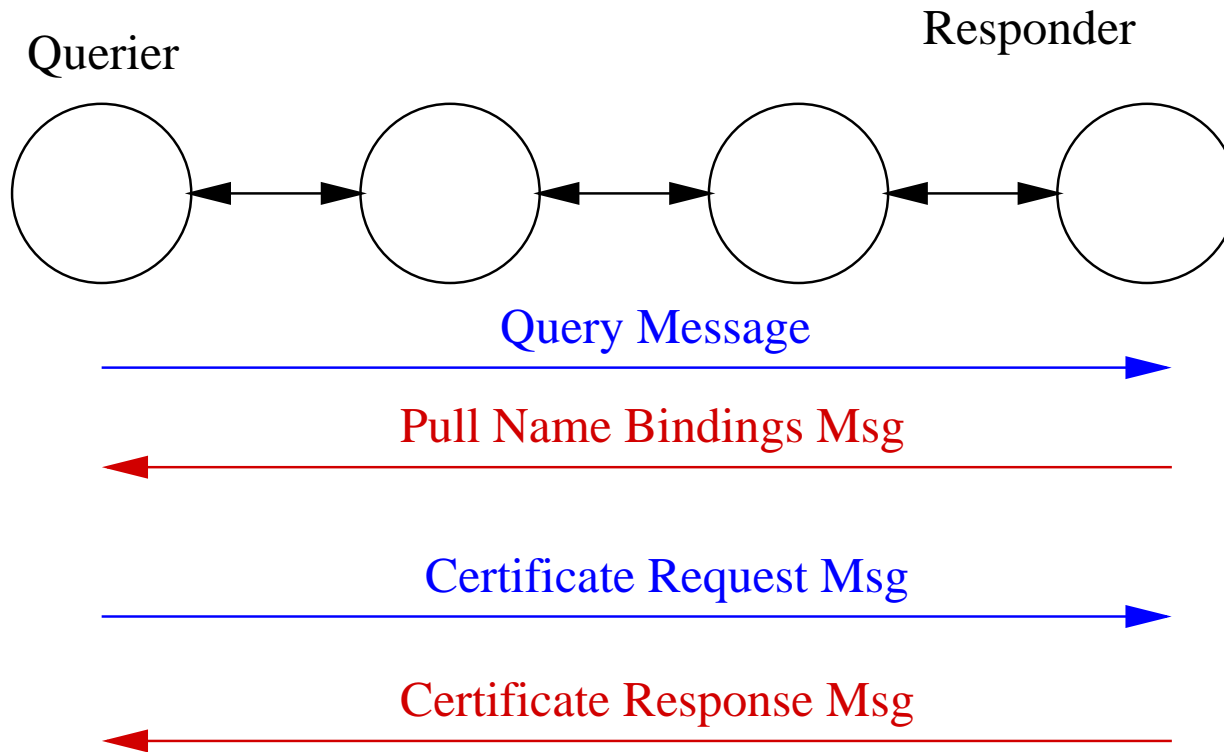 Querier
Responder
Query Message
Pull Name Bindings Msg
Certificate Request Msg
Certificate Response Msg